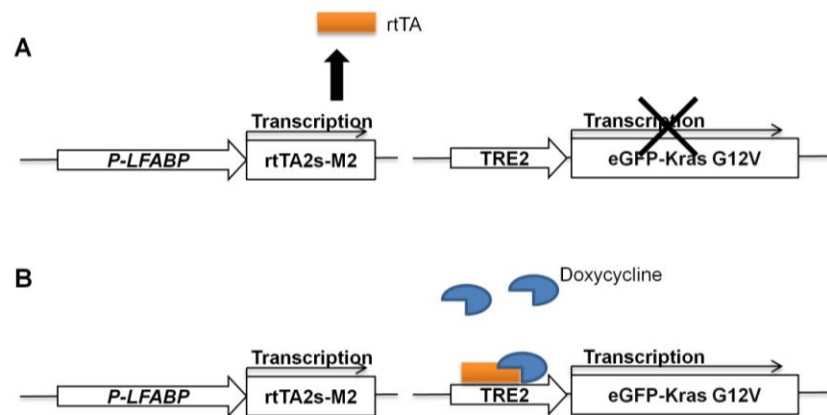 A
rtTA
Transcription
Transcription
P-LFABP
rtTA2s-M2
TRE2
eGFP-Kras G12V
B
Doxycycline
Transcription
Transcription
P-LFABP
rtTA2s-M2
TRE2
eGFP-Kras G12V